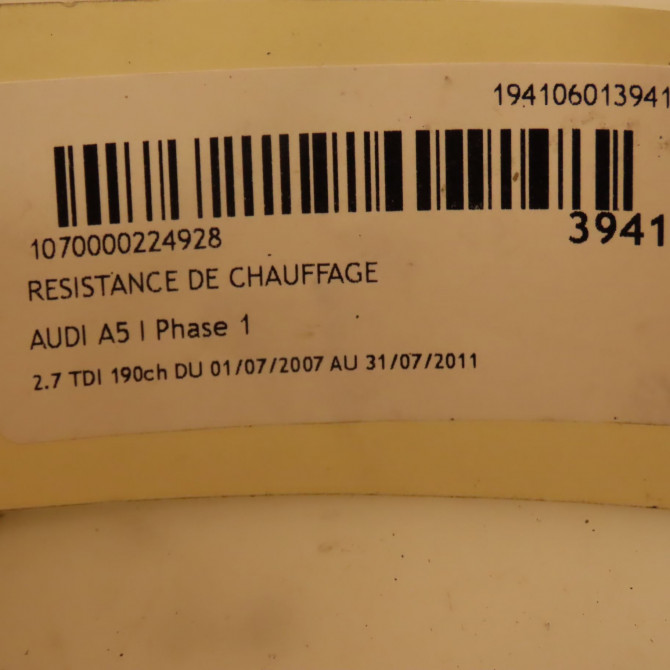 194106013941
1070000224928
3941
RESISTANCE DE CHAUFFAGE
AUDI A5 I Phase 1
2.7 TDI 190ch DU 01/07/2007 AU 31/07/2011